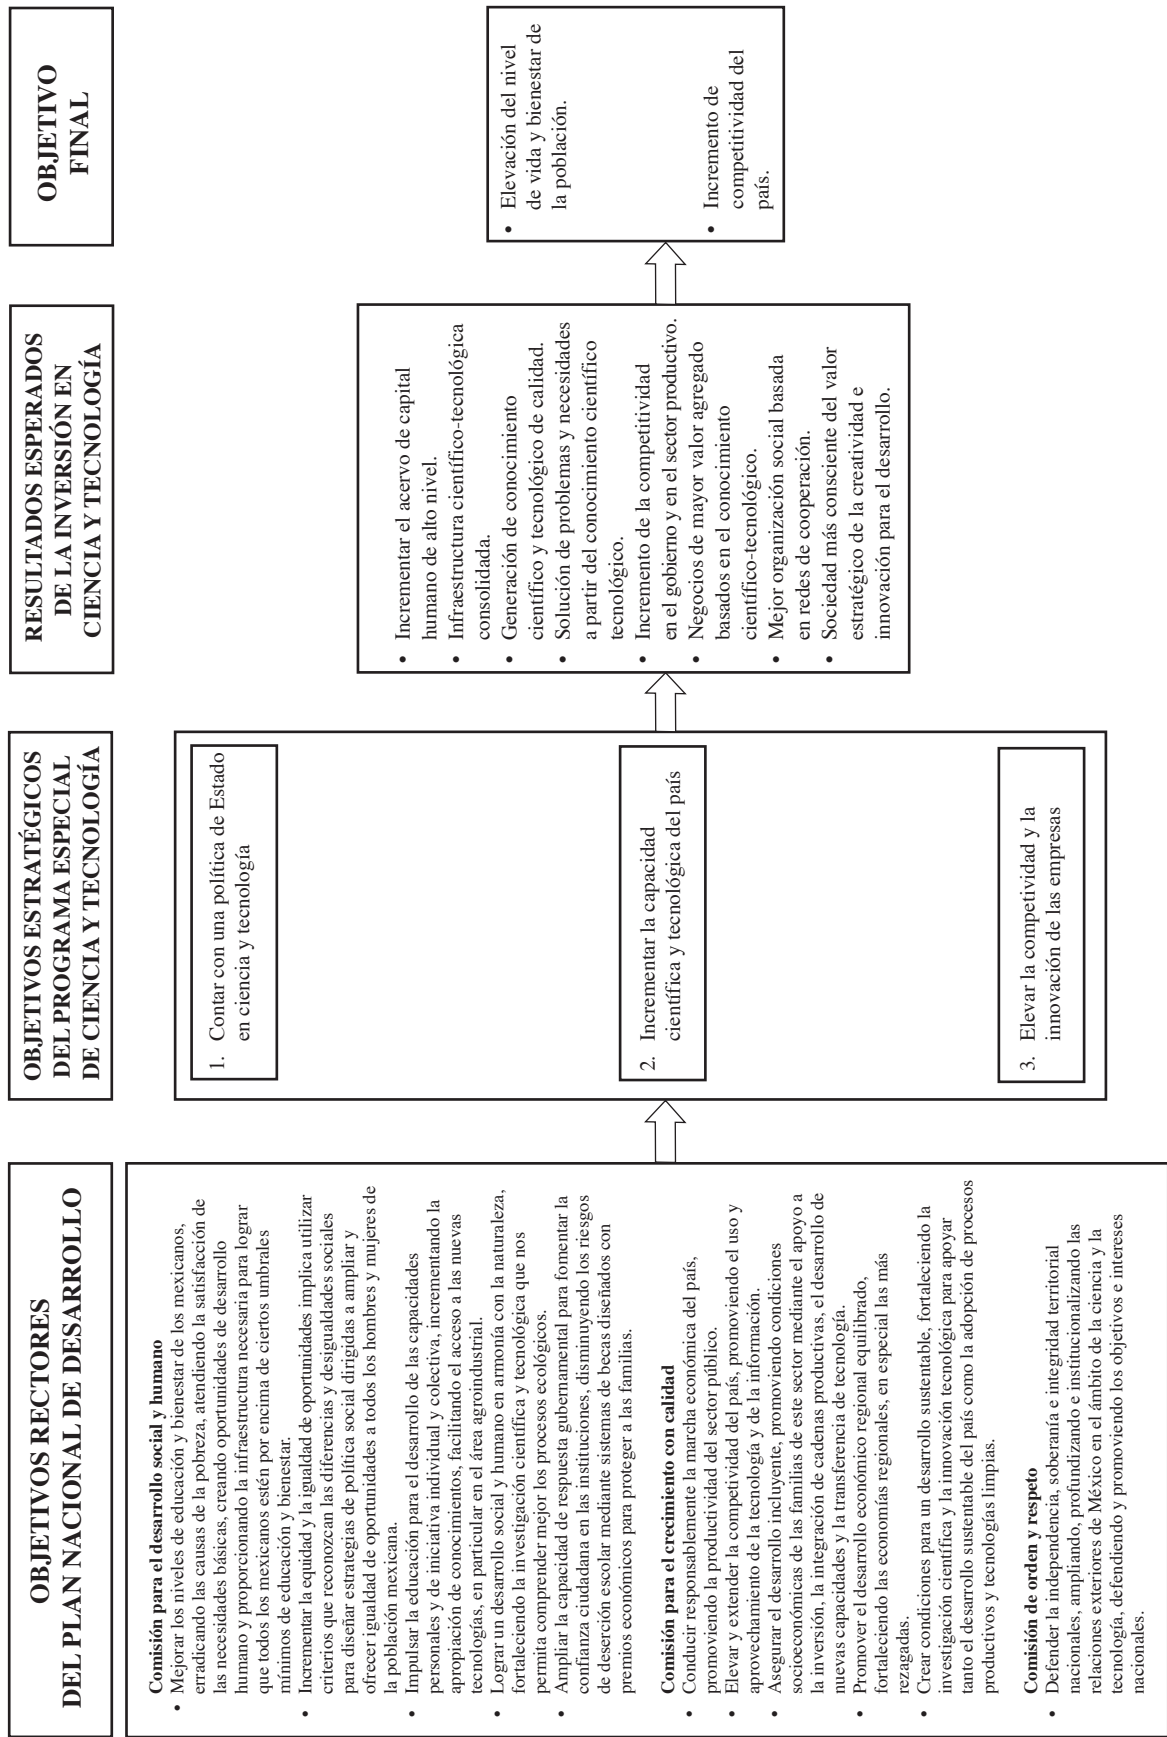 OBJETIVOS RECTORES
DEL PLAN NACIONAL DE DESARROLLO
Comisión para el desarrollo social y humano
• Mejorar los niveles de educación y bienestar de los mexicanos,
erradicando las causas de la pobreza, atendiendo la satisfacción de
las necesidades básicas, creando oportunidades de desarrollo
humano y proporcionando la infraestructura necesaria para lograr
que todos los mexicanos estén por encima de ciertos umbrales
mínimos de educación y bienestar.
• Incrementar la equidad y la igualdad de oportunidades implica utilizar
criterios que reconozcan las diferencias y desigualdades sociales
para diseñar estrategias de política social dirigidas a ampliar y
ofrecer igualdad de oportunidades a todos los hombres y mujeres de
la población mexicana.
• Impulsar la educación para el desarrollo de las capacidades
personales y de iniciativa individual y colectiva, incrementando la
apropiación de conocimientos, facilitando el acceso a las nuevas
tecnologías, en particular en el área agroindustrial.
• Lograr un desarrollo social y humano en armonía con la naturaleza,
fortaleciendo la investigación científica y tecnológica que nos
permita comprender mejor los procesos ecológicos.
• Ampliar la capacidad de respuesta gubernamental para fomentar la
confianza ciudadana en las instituciones, disminuyendo los riesgos
de deserción escolar mediante sistemas de becas diseñados con
premios económicos para proteger a las familias.
Comisión para el crecimiento con calidad
• Conducir responsablemente la marcha económica del país,
promoviendo la productividad del sector público.
• Elevar y extender la competividad del país, promoviendo el uso y
aprovechamiento de la tecnología y de la información.
• Asegurar el desarrollo incluyente, promoviendo condiciones
socioeconómicas de las familias de este sector mediante el apoyo a
la inversión, la integración de cadenas productivas, el desarrollo de
nuevas capacidades y la transferencia de tecnología.
• Promover el desarrollo económico regional equilibrado,
fortaleciendo las economías regionales, en especial las más
rezagadas.
• Crear condiciones para un desarrollo sustentable, fortaleciendo la
investigación científica y la innovación tecnológica para apoyar
tanto el desarrollo sustentable del país como la adopción de procesos
productivos y tecnologías limpias.
Comisión de orden y respeto
• Defender la independencia, soberanía e integridad territorial
nacionales, ampliando, profundizando e institucionalizando las
relaciones exteriores de México en el ámbito de la ciencia y la
tecnología, defendiendo y promoviendo los objetivos e intereses
nacionales.
OBJETIVOS ESTRATÉGICOS
DEL PROGRAMA ESPECIAL
DE CIENCIA Y TECNOLOGÍA
1. Contar con una política de Estado
en ciencia y tecnología
2. Incrementar la capacidad
científica y tecnológica del país
3. Elevar la competividad y la
innovación de las empresas
RESULTADOS ESPERADOS
DE LA INVERSIÓN EN
CIENCIA Y TECNOLOGÍA
• Incrementar el acervo de capital
humano de alto nivel.
• Infraestructura científico-tecnológica
consolidada.
• Generación de conocimiento
científico y tecnológico de calidad.
• Solución de problemas y necesidades
a partir del conocimiento científico
tecnológico.
• Incremento de la competitividad
en el gobierno y en el sector productivo.
• Negocios de mayor valor agregado
basados en el conocimiento
científico-tecnológico.
• Mejor organización social basada
en redes de cooperación.
• Sociedad más consciente del valor
estratégico de la creatividad e
innovación para el desarrollo.
OBJETIVO
FINAL
• Elevación del nivel
de vida y bienestar de
la población.
• Incremento de
competitividad del
país.